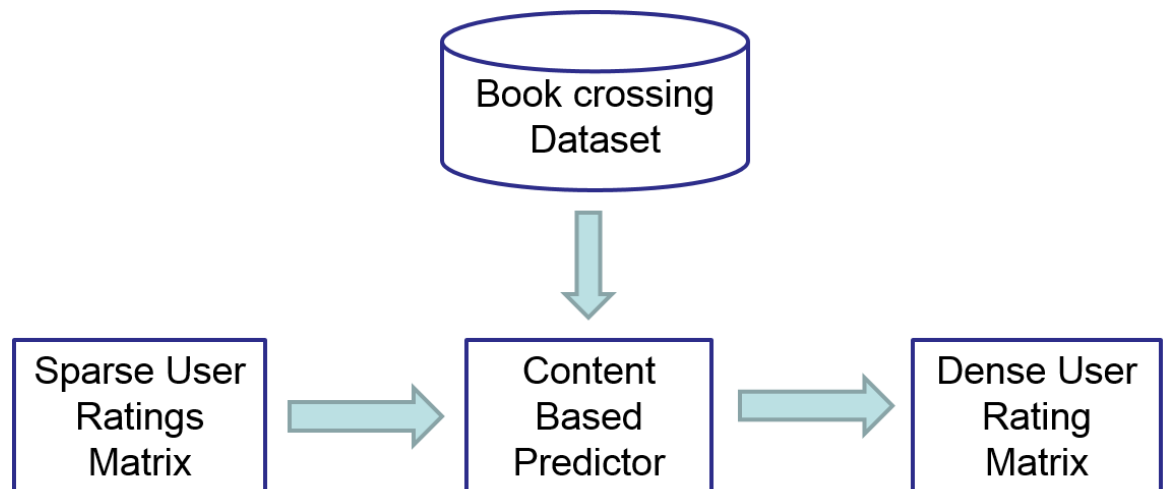 Book crossing
Dataset
Sparse User
Ratings
Matrix
Content
Based
Predictor
Dense User
Rating
Matrix